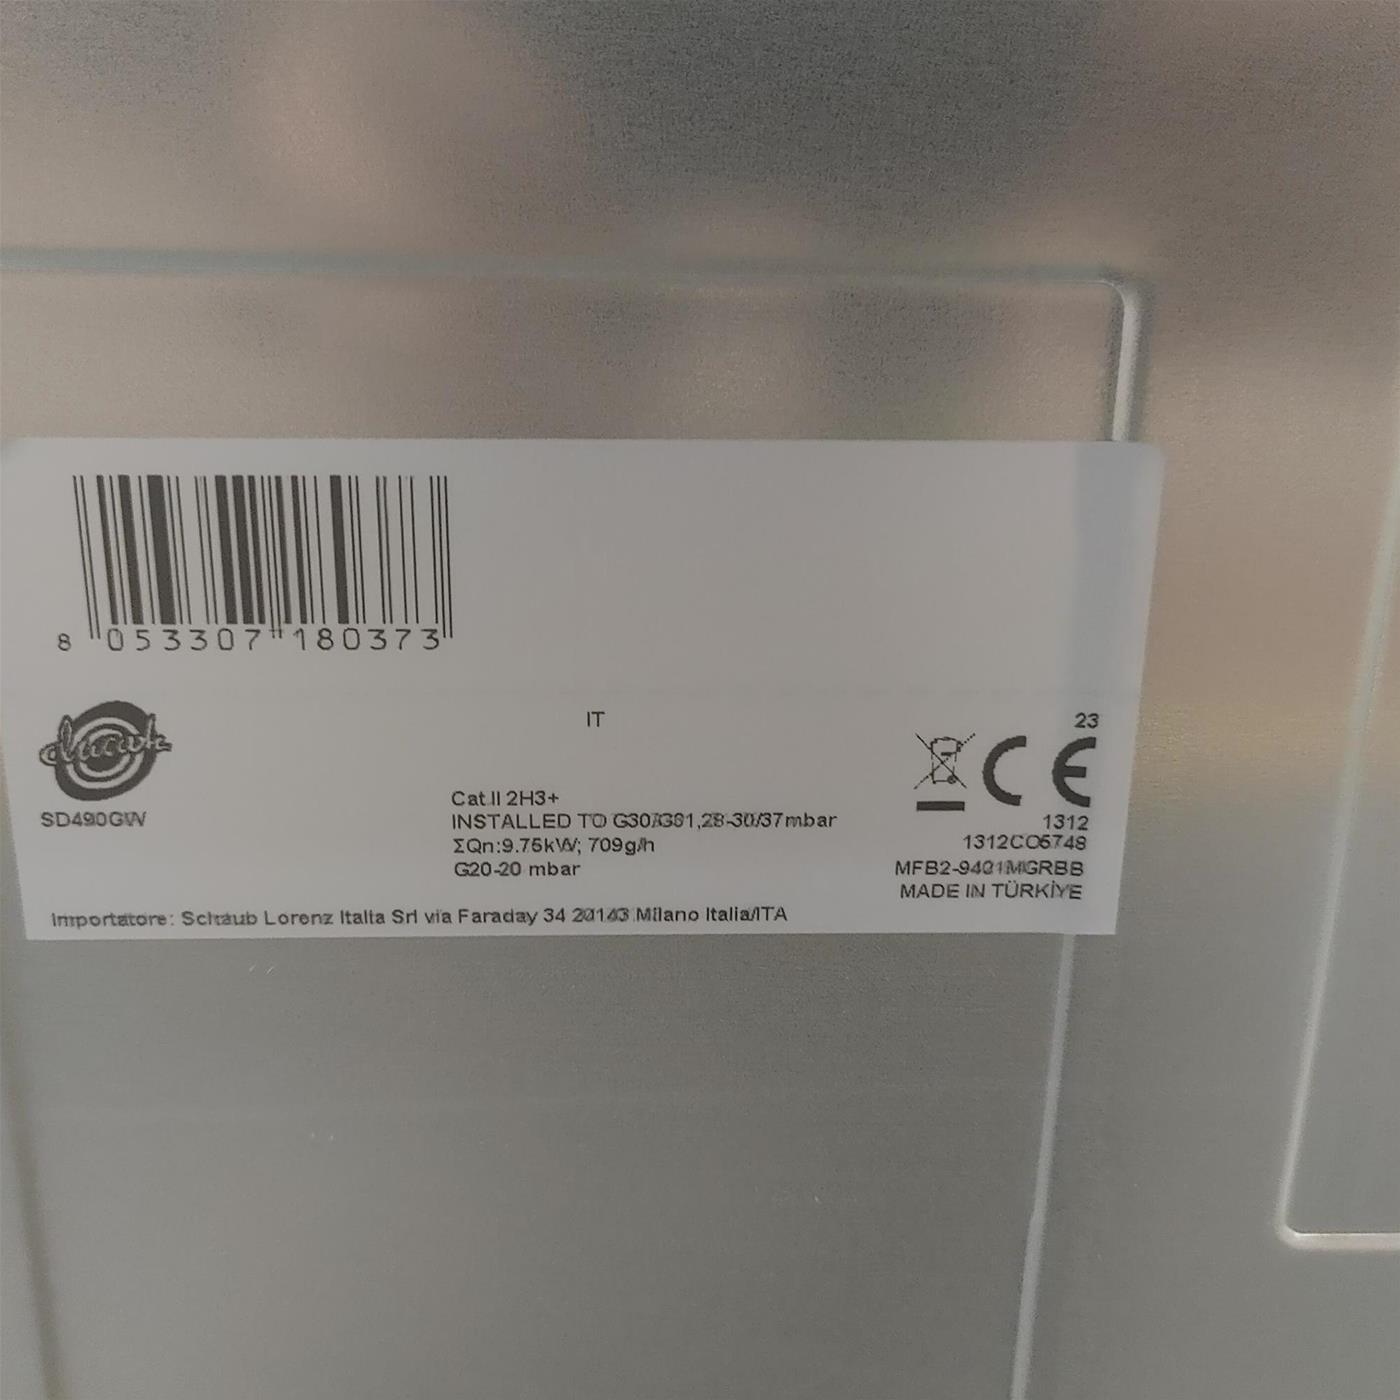 8 053307 180373
IT
23
SD490GW
Cat.II 2H3+
INSTALLED TO G30/G31,28-30/37mbar
ΣQn:9.75kW; 709g/h
G20-20 mbar
1312
1312CO5748
MFB2-9401MGRBB
MADE IN TÜRKİYE
Importatore: Schaub Lorenz Italia Srl via Faraday 34 20143 Milano Italia/ITA